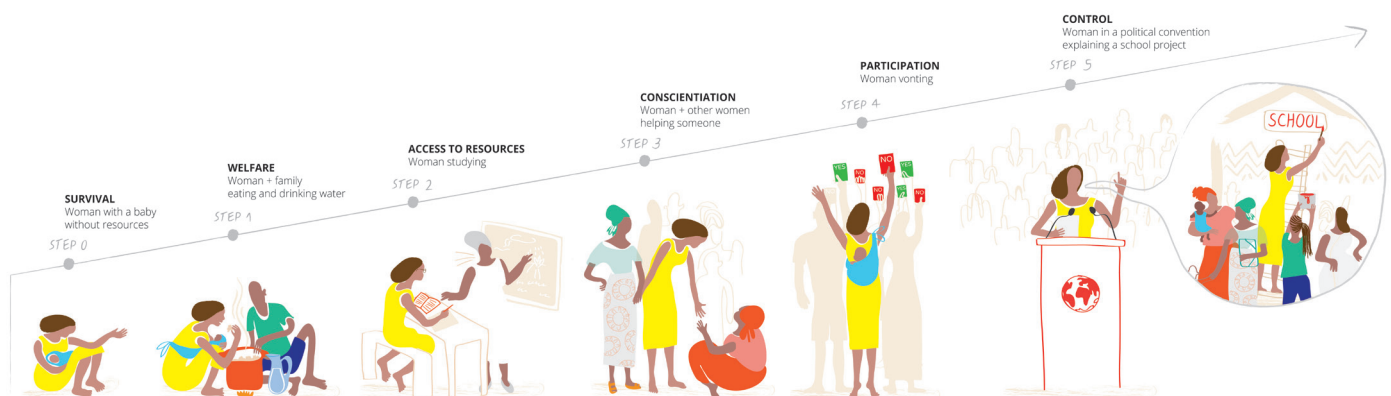 SURVIVAL
Woman with a baby
without resources
STEP 0
WELFARE
Woman + family
eating and drinking water
STEP 1
ACCESS TO RESOURCES
Woman studying
STEP 2
CONSCIENTIATION
Woman + other women
helping someone
STEP 3
PARTICIPATION
Woman vonting
STEP 4
YES
NO
NO
YES
NO
YES
NO
CONTROL
Woman in a political convention
explaining a school project
STEP 5
SCHOOL